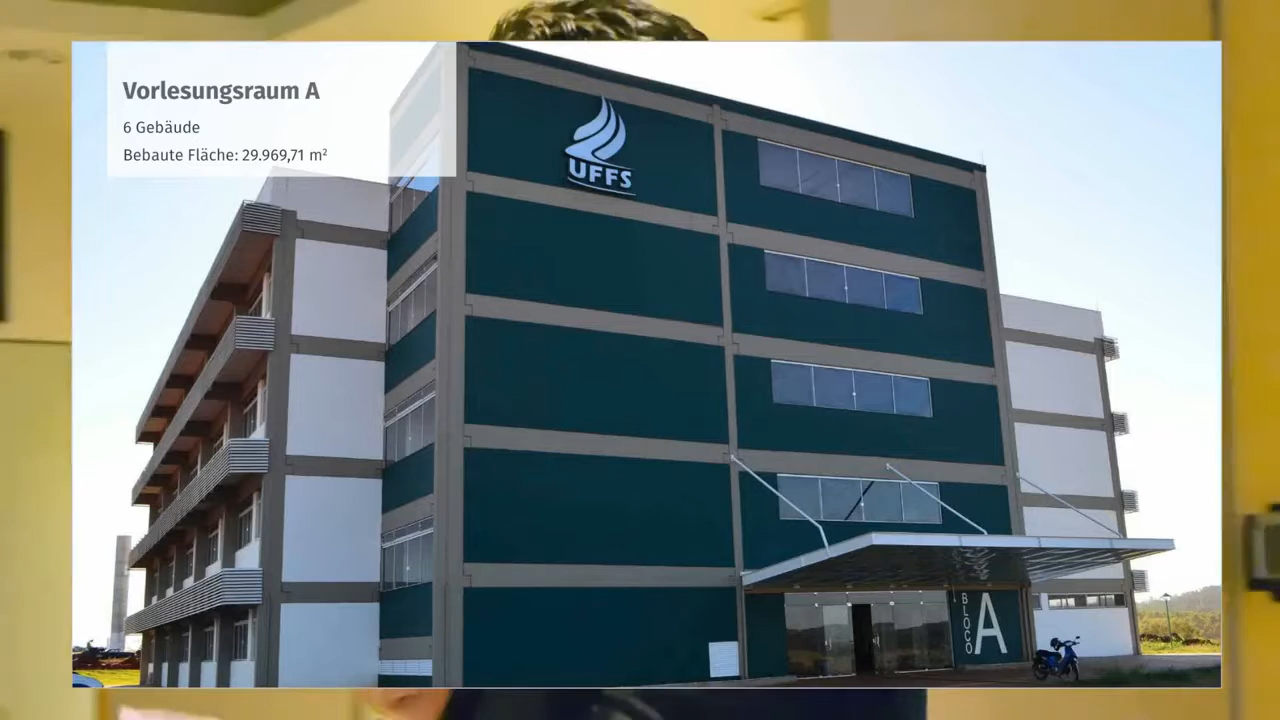 Vorlesungsraum A
6 Gebäude
Bebaute Fläche: 29.969,71 m²
UFFS
BLOCO A